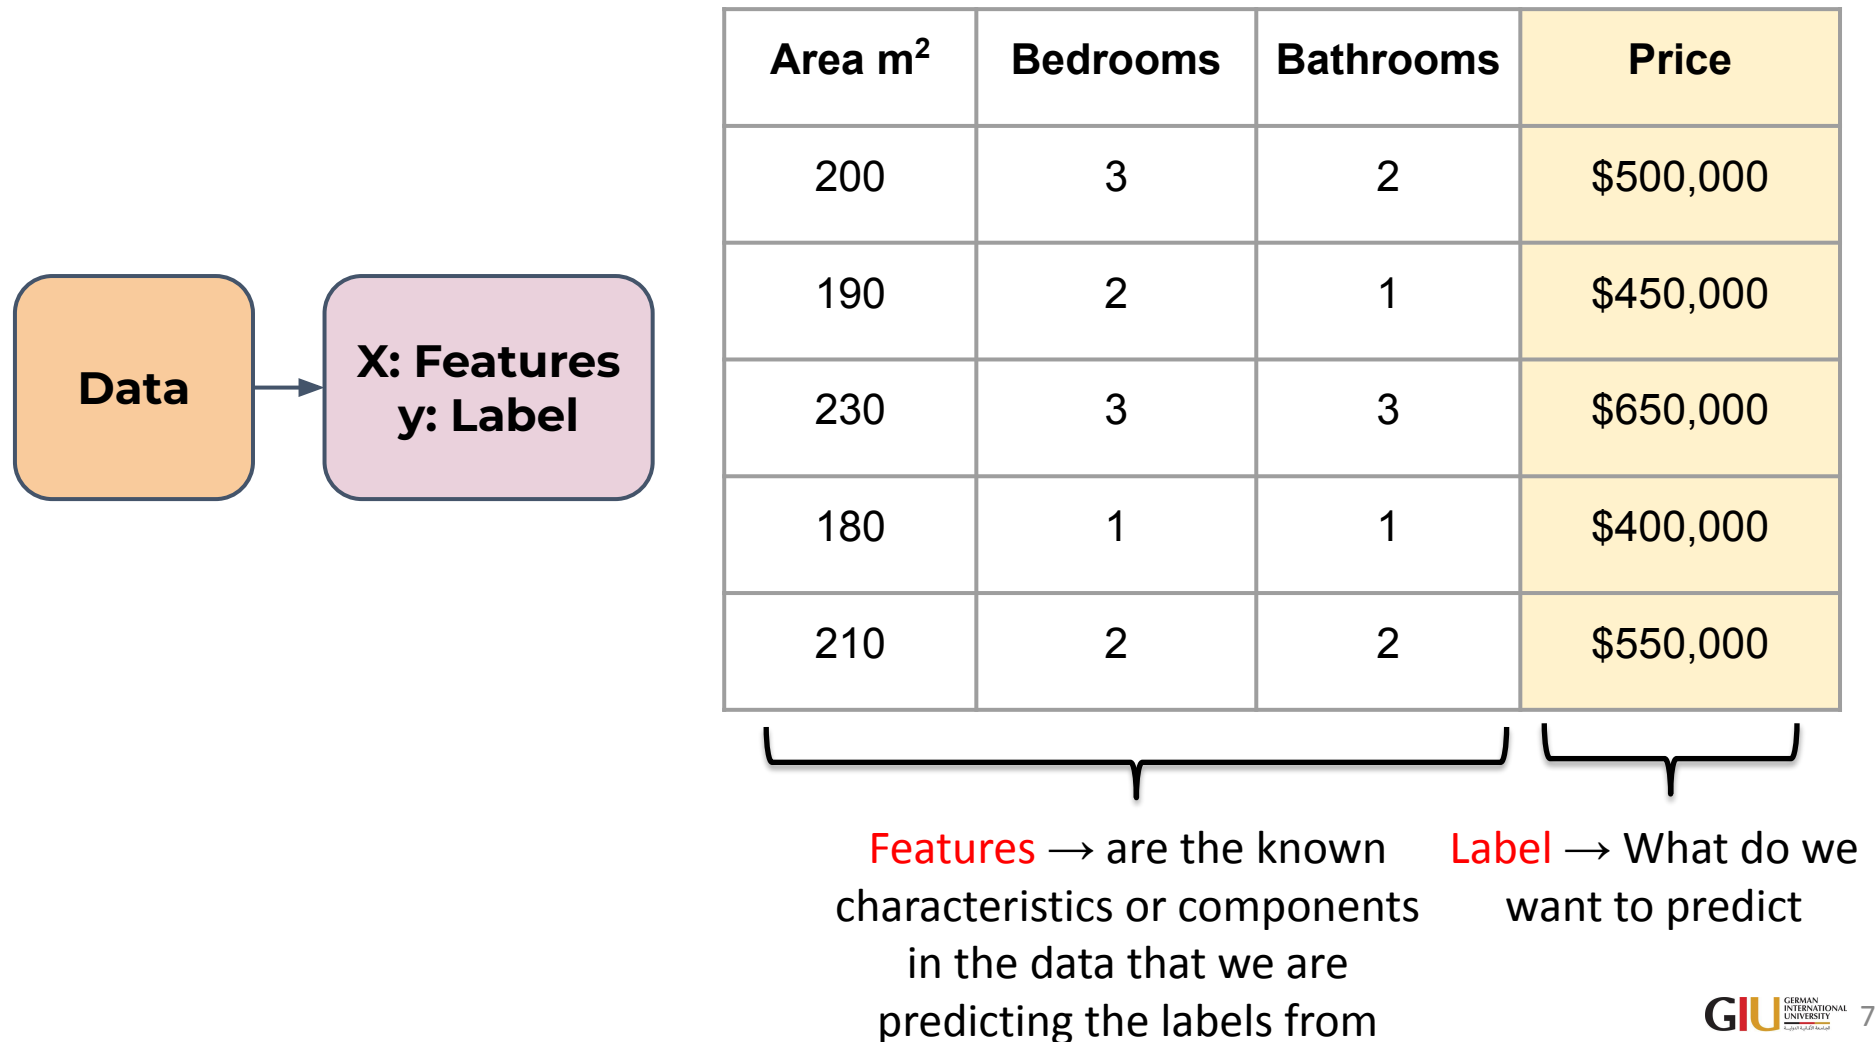 Area m²  Bedrooms  Bathrooms  Price
200  3  2  $500,000
190  2  1  $450,000
230  3  3  $650,000
180  1  1  $400,000
210  2  2  $550,000
Data
X: Features
y: Label
Features → are the known
characteristics or components
in the data that we are
predicting the labels from
Label → What do we
want to predict
GIU
GERMAN
INTERNATIONAL
UNIVERSITY
7